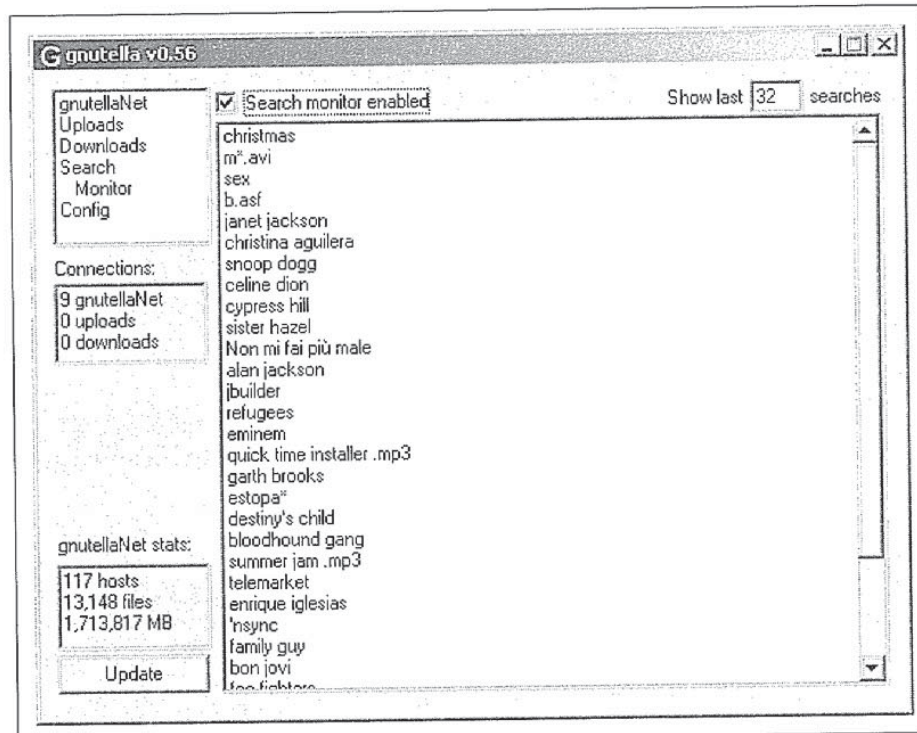 gnutella v0.56
gnutellaNet
Uploads
Downloads
Search
Monitor
Config
Connections:
9 gnutellaNet
0 uploads
0 downloads
gnutellaNet stats:
117 hosts
13,148 files
1,713,817 MB
Update
Search monitor enabled
Show last 32 searches
christmas
m*.avi
sex
b.asf
janet jackson
christina aguilera
snoop dogg
celine dion
cypress hill
sister hazel
Non mi fai più male
alan jackson
jbuilder
refugees
eminem
quick time installer .mp3
garth brooks
estopa*
destiny's child
bloodhound gang
summer jam .mp3
telemarket
enrique iglesias
'nsync
family guy
bon jovi
foo fighters